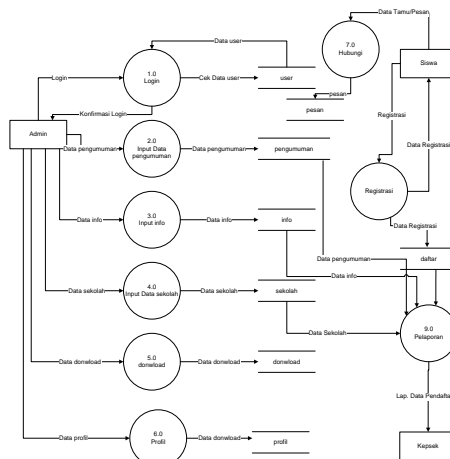 Data Tamu/Pesan
Data user
7.0
Hubungi
1.0
Login
Login
Cek Data user
user
Siswa
pesan
pesan
Konfirmasi Login
Registrasi
Admin
2.0
Input Data
pengumuman
Data pengumuman
Data pengumuman
pengumuman
Data Registrasi
Registrasi
3.0
Input info
Data info
Data info
info
Data Registrasi
Data pengumuman
daftar
Data info
4.0
Input Data sekolah
Data sekolah
Data sekolah
sekolah
Data Sekolah
9.0
Pelaporan
5.0
donwload
Data donwload
Data donwload
donwload
Lap. Data Pendafta
6.0
Profil
Data profil
Data donwload
profil
Kepsek